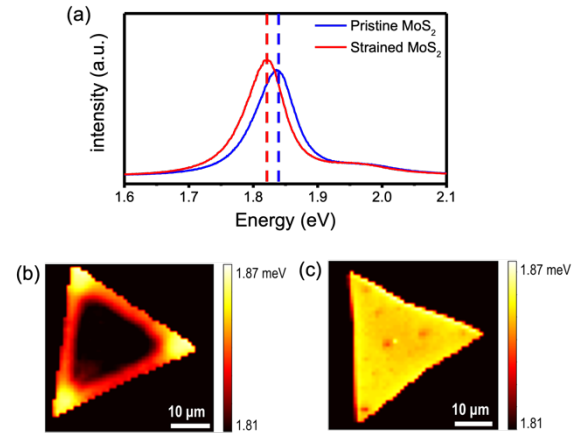 (a)
Pristine MoS₂
Strained MoS₂
intensity (a.u.)
1.6 1.7 1.8 1.9 2.0 2.1
Energy (eV)
(b)
1.87 meV
10 µm
1.81
(c)
1.87 meV
10 µm
1.81